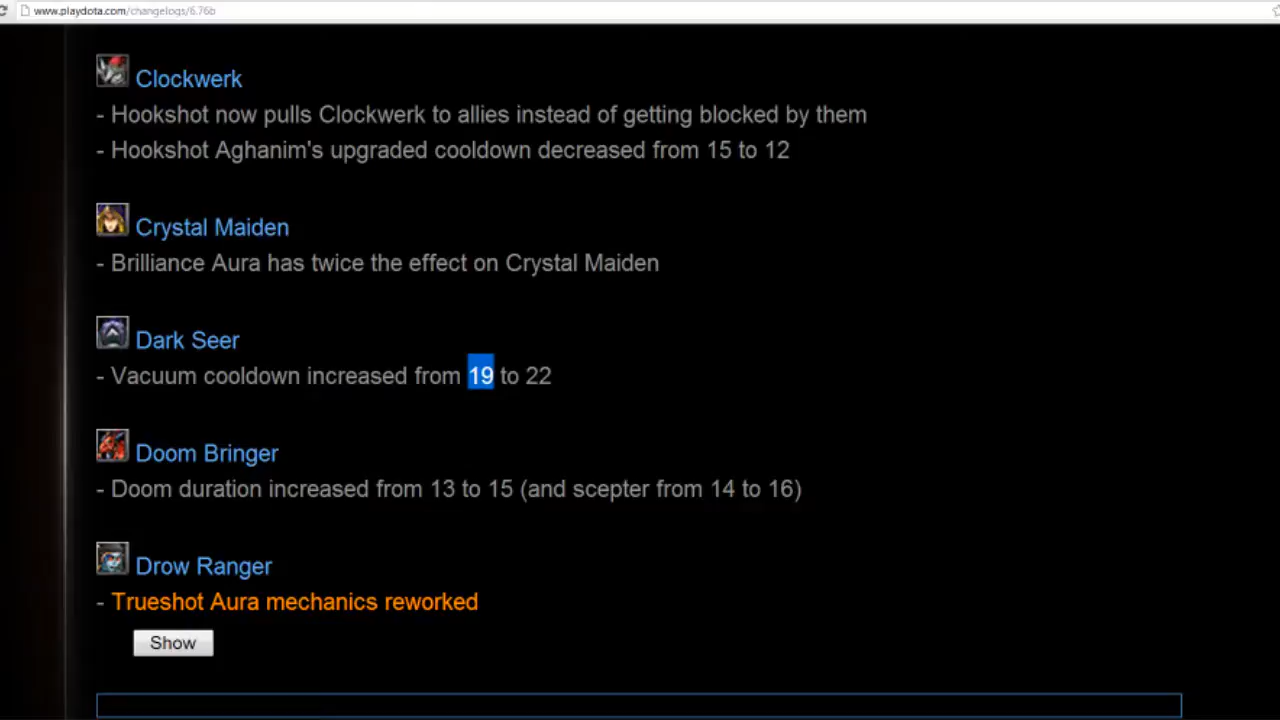 www.playdota.com/changelogs/6.76b
Clockwerk
- Hookshot now pulls Clockwerk to allies instead of getting blocked by them
- Hookshot Aghanim's upgraded cooldown decreased from 15 to 12
Crystal Maiden
- Brilliance Aura has twice the effect on Crystal Maiden
Dark Seer
- Vacuum cooldown increased from 19 to 22
Doom Bringer
- Doom duration increased from 13 to 15 (and scepter from 14 to 16)
Drow Ranger
- Trueshot Aura mechanics reworked
Show